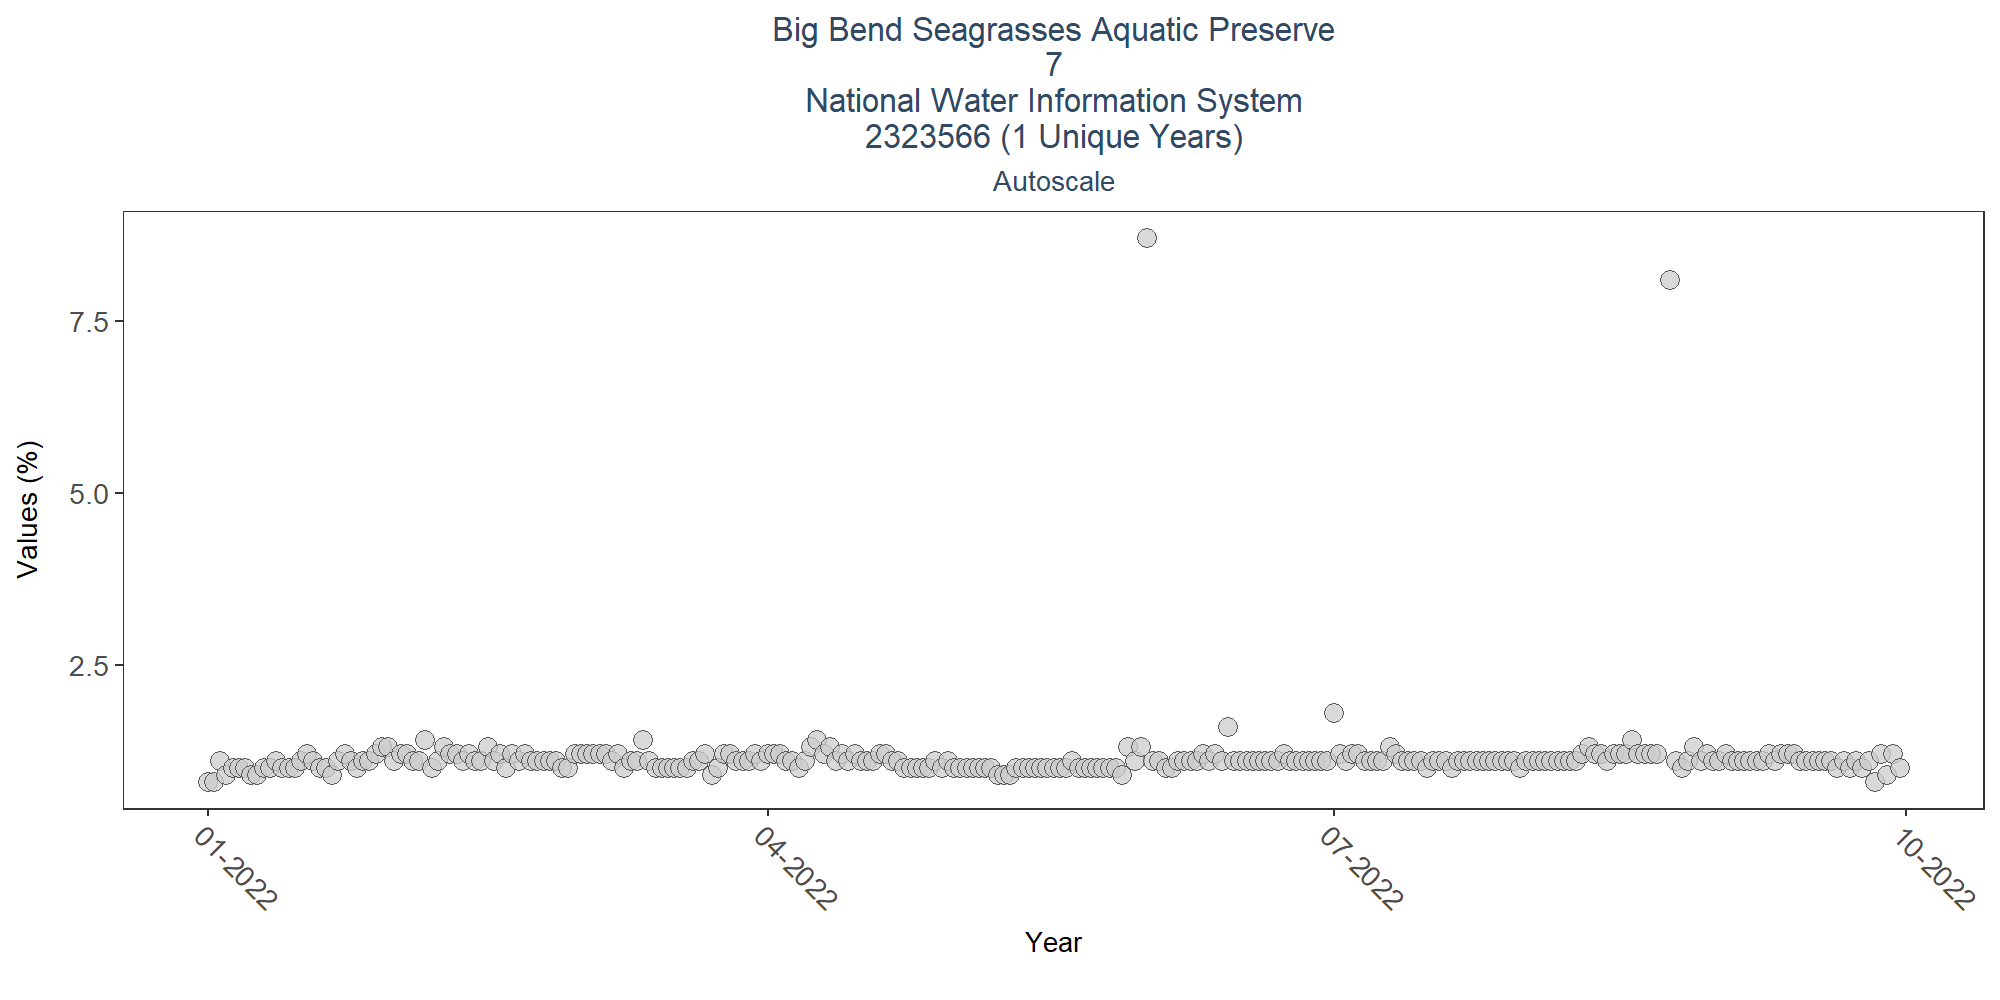 Big Bend Seagrasses Aquatic Preserve
7
National Water Information System
2323566 (1 Unique Years)
Autoscale
7.5
5.0
2.5
Values (%)
01-2022
04-2022
07-2022
10-2022
Year